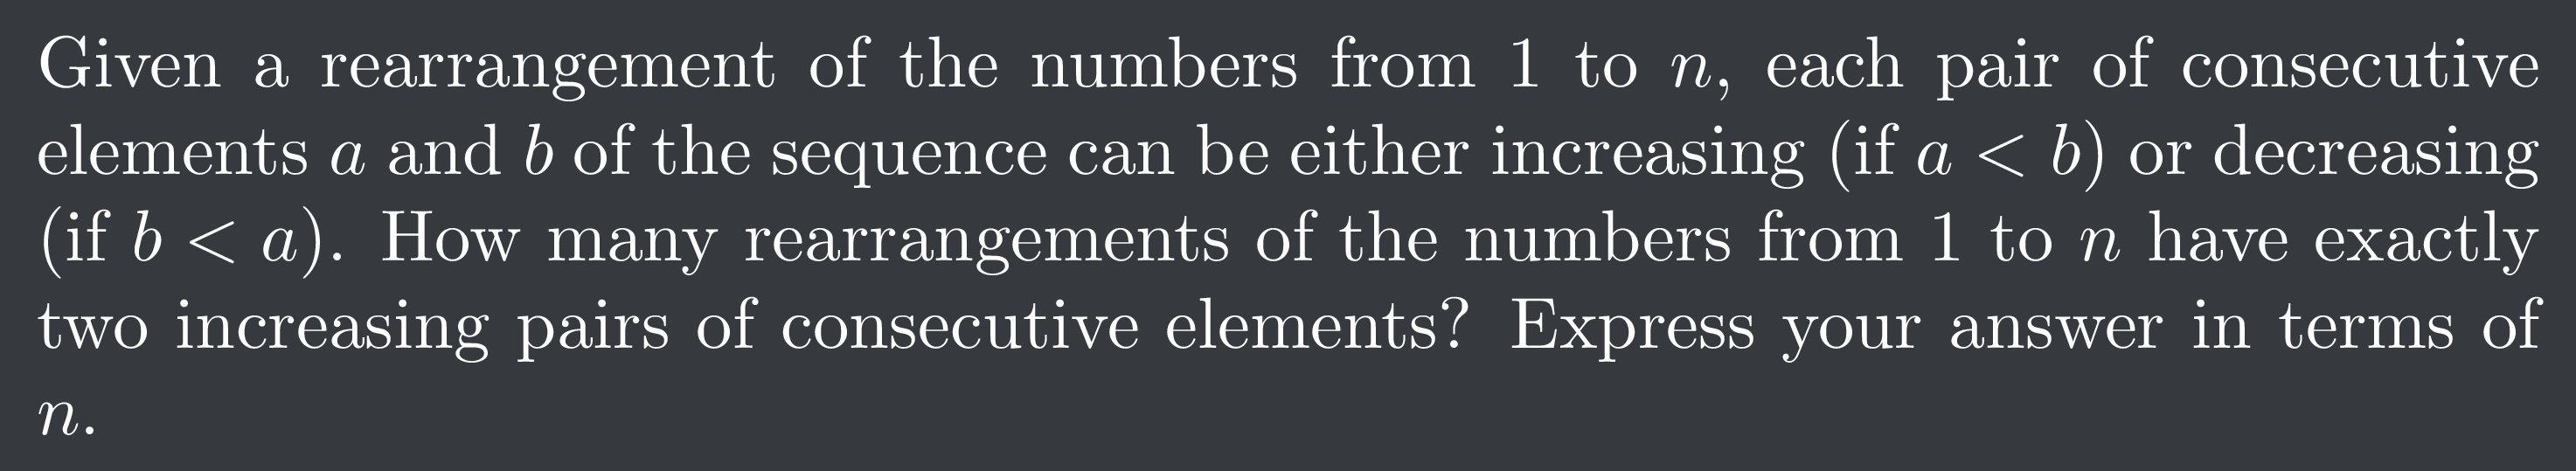 Given a rearrangement of the numbers from 1 to n, each pair of consecutive
elements a and b of the sequence can be either increasing (if a < b) or decreasing
(if b < a). How many rearrangements of the numbers from 1 to n have exactly
two increasing pairs of consecutive elements? Express your answer in terms of
n.